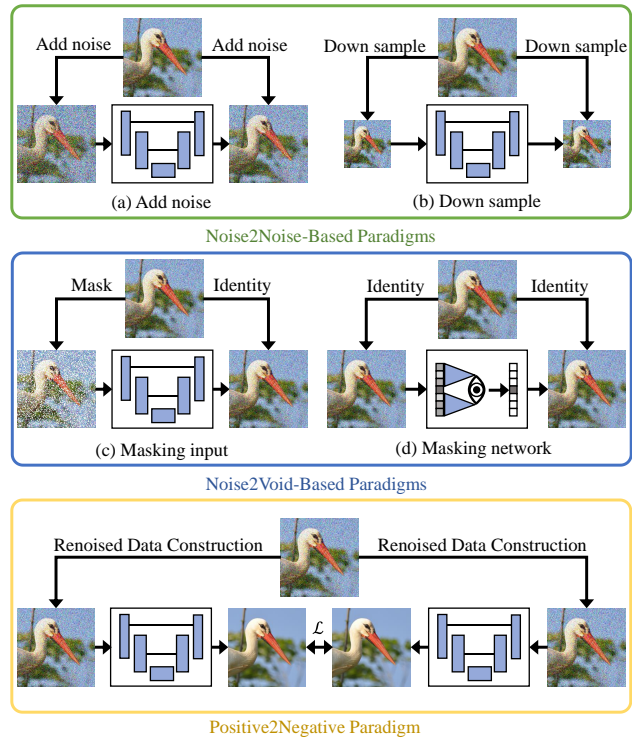 Add noise
Add noise
Down sample
Down sample
(a) Add noise
(b) Down sample
Noise2Noise-Based Paradigms
Mask
Identity
Identity
Identity
(c) Masking input
(d) Masking network
Noise2Void-Based Paradigms
Renoised Data Construction
Renoised Data Construction
ℒ
Positive2Negative Paradigm